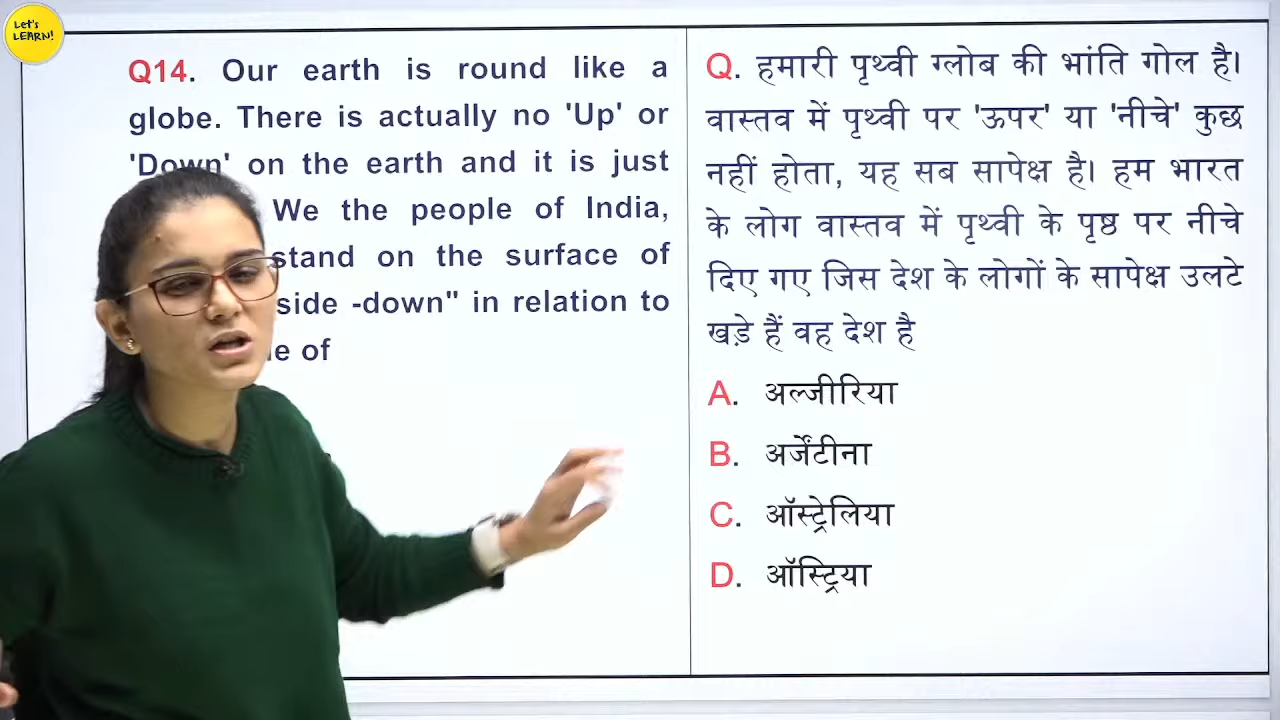 Let's
LEARN!
Q14. Our earth is round like a
globe. There is actually no 'Up' or
'Down' on the earth and it is just
We the people of India,
stand on the surface of
side -down" in relation to
of
Q. हमारी पृथ्वी ग्लोब की भांति गोल है।
वास्तव में पृथ्वी पर 'ऊपर' या 'नीचे' कुछ
नहीं होता, यह सब सापेक्ष है। हम भारत
के लोग वास्तव में पृथ्वी के पृष्ठ पर नीचे
दिए गए जिस देश के लोगों के सापेक्ष उलटे
खड़े हैं वह देश है
A. अल्जीरिया
B. अर्जेंटीना
C. ऑस्ट्रेलिया
D. ऑस्ट्रिया